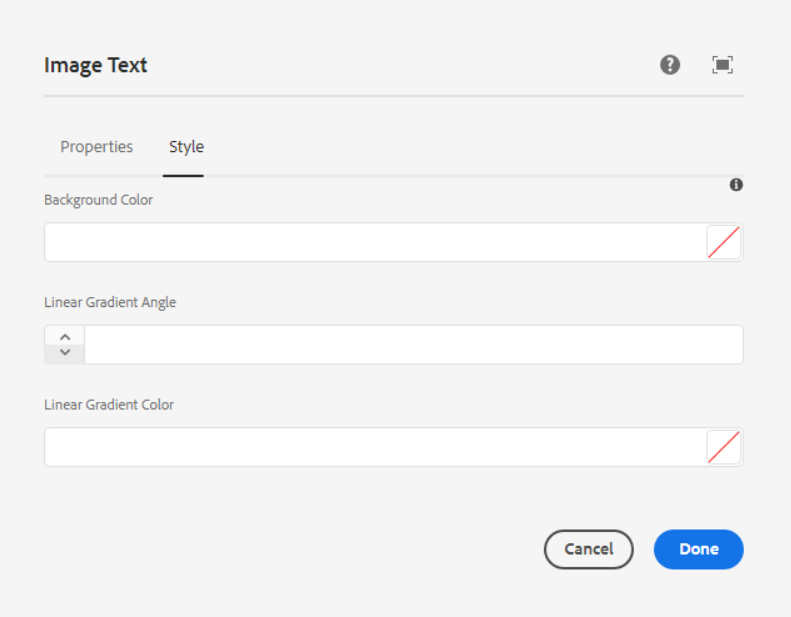 Image Text
Properties Style
Background Color
Linear Gradient Angle
Linear Gradient Color
Cancel Done